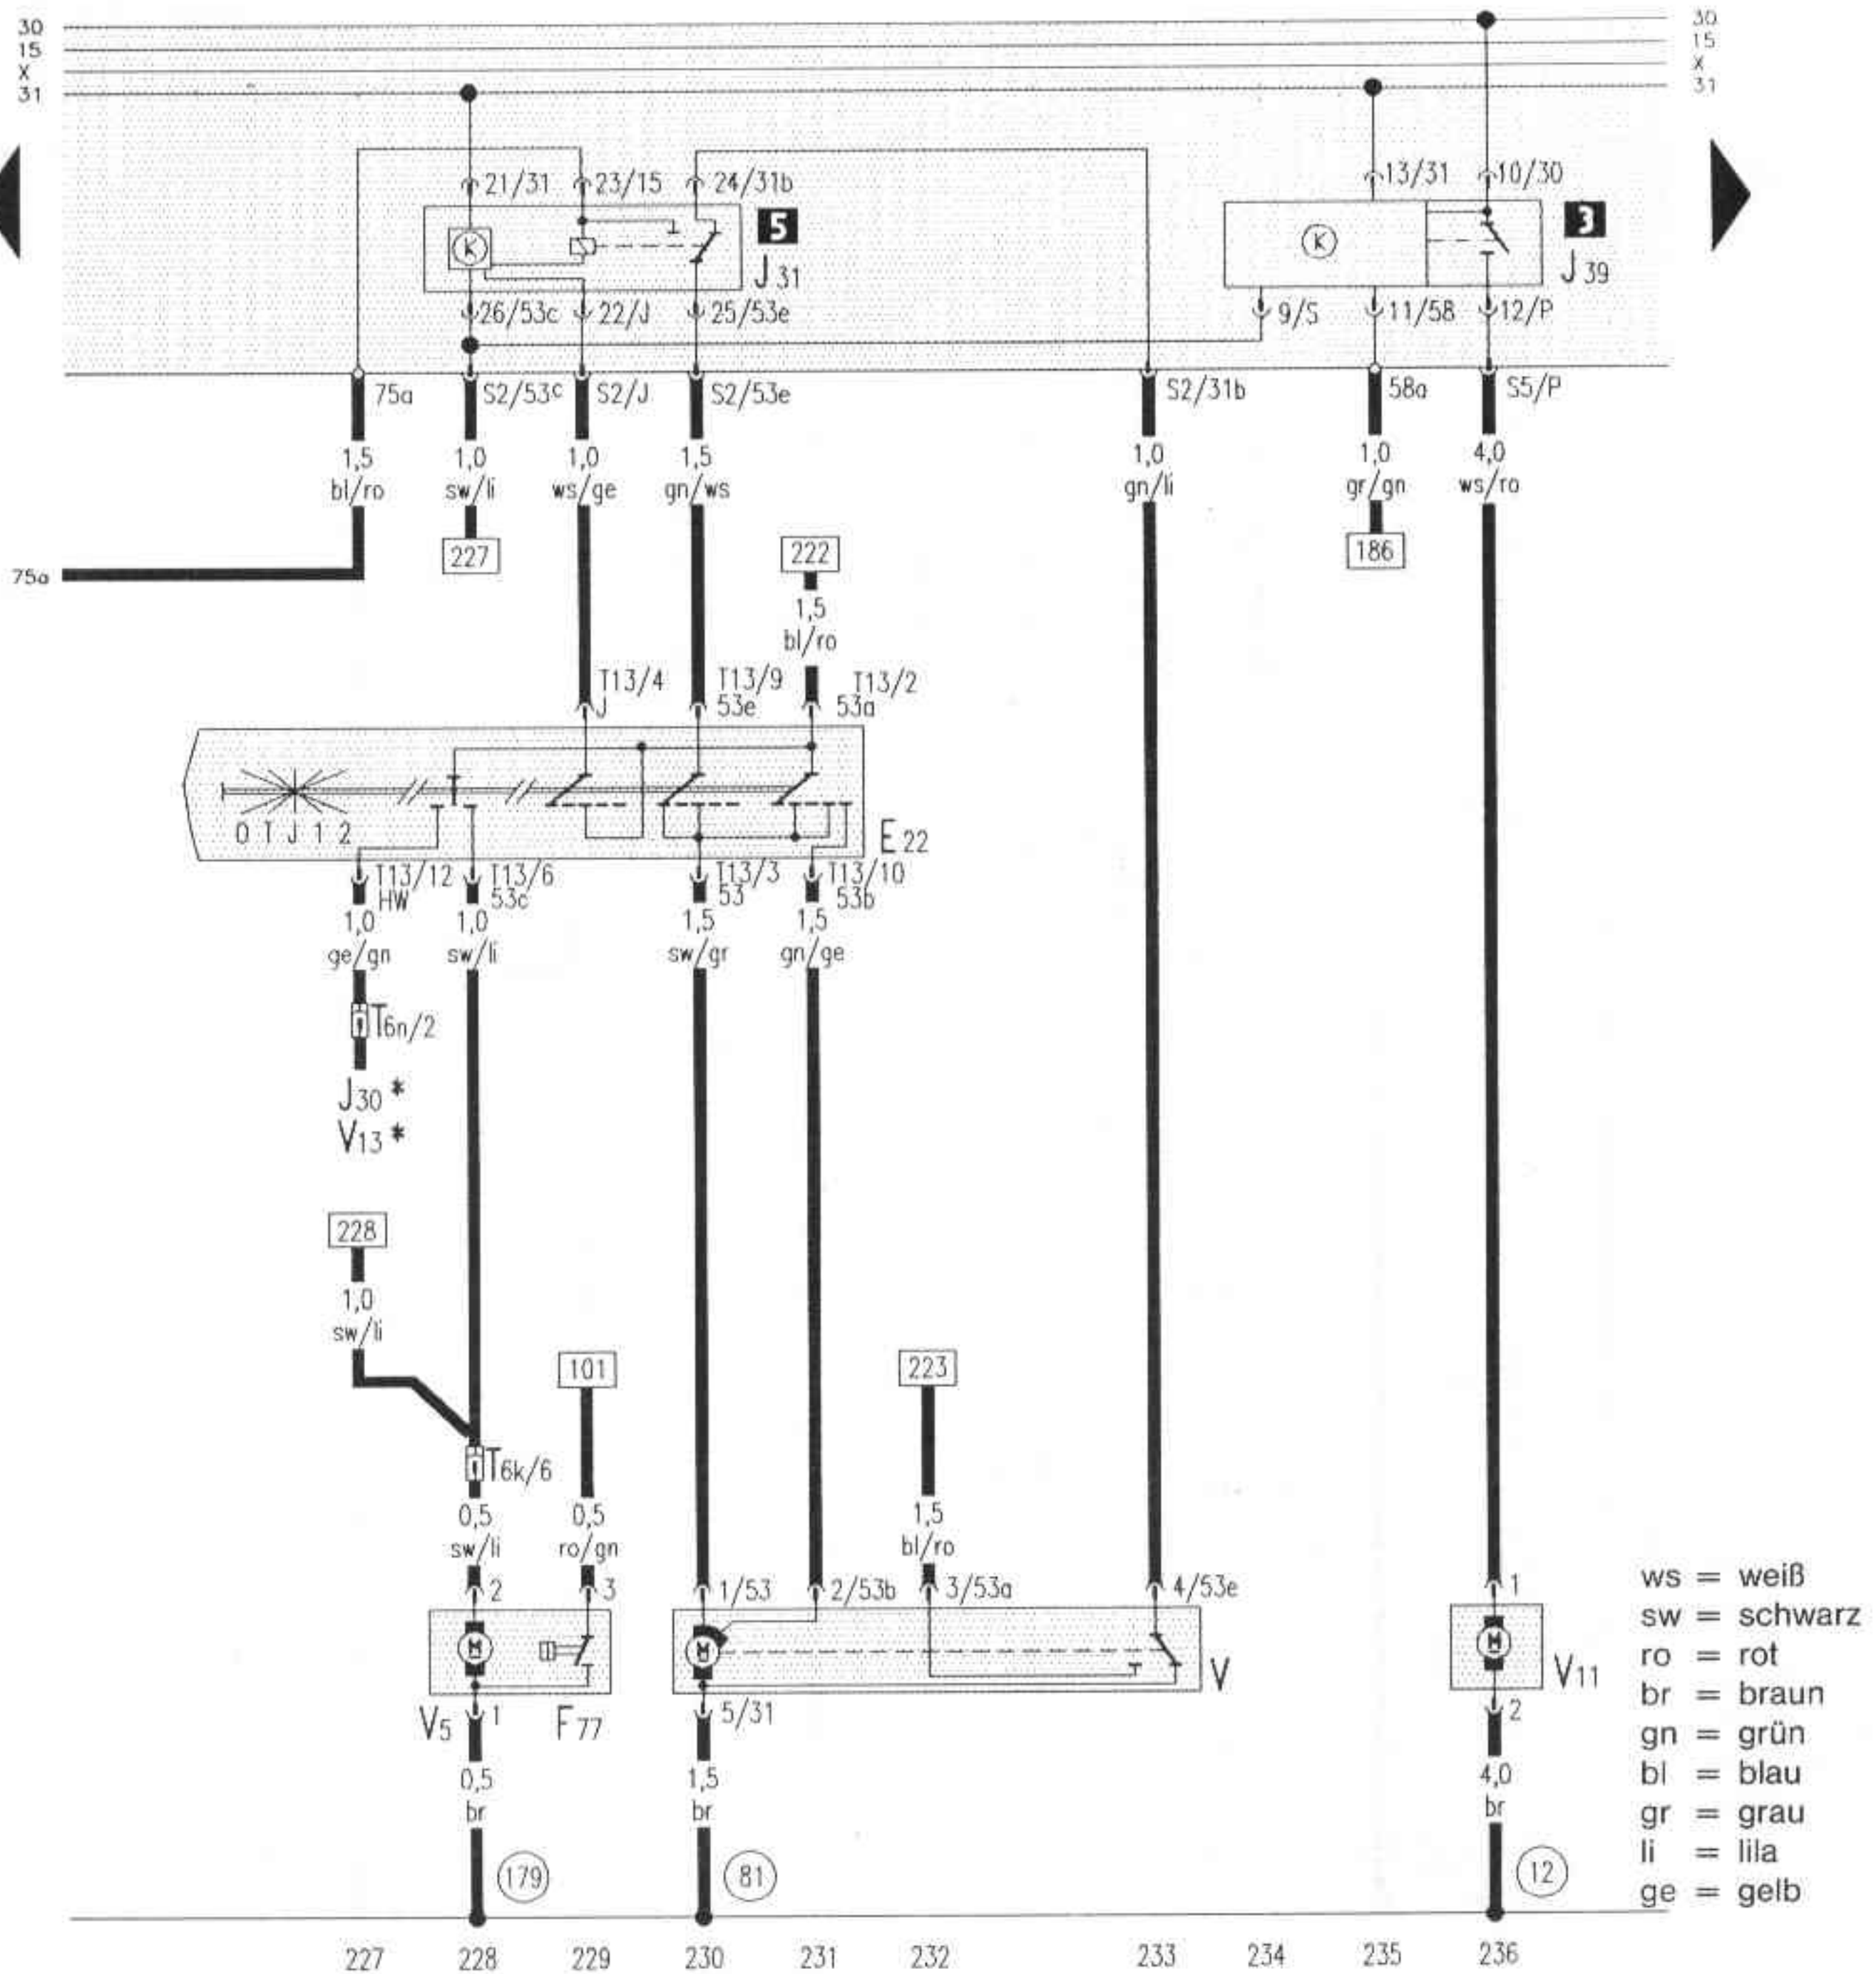 30 30
15 15
X X
31 31
21/31 23/15 24/31b 13/31 10/30
5 3
K K
J 31 J 39
26/53c 22/J 25/53e 9/S 11/58 12/P
75a S2/53c S2/J S2/53e S2/31b 58a S5/P
1,5 1,0 1,0 1,5 1,0 1,0 4,0
bl/ro sw/li ws/ge gn/ws gn/li gr/gn ws/ro
227 222 186
75a
1,5
bl/ro
T13/4 T13/9 T13/2
J 53e 53a
0 T J 1 2
E 22
T13/12 T13/6 T13/3 T13/10
HW 53c 53 53b
1,0 1,0 1,5 1,5
ge/gn sw/li sw/gr gn/ge
T6n/2
J30 *
V13 *
228
1,0
sw/li
101 223
T6k/6
0,5 0,5 1,5
sw/li ro/gn bl/ro
2 3 1/53 2/53b 3/53a 4/53e 1
M M M
V V11
V5 1 F 77 5/31 2
0,5 1,5 4,0
br br br
179 81 12
227 228 229 230 231 232 233 234 235 236
ws = weiß
sw = schwarz
ro = rot
br = braun
gn = grün
bl = blau
gr = grau
li = lila
ge = gelb